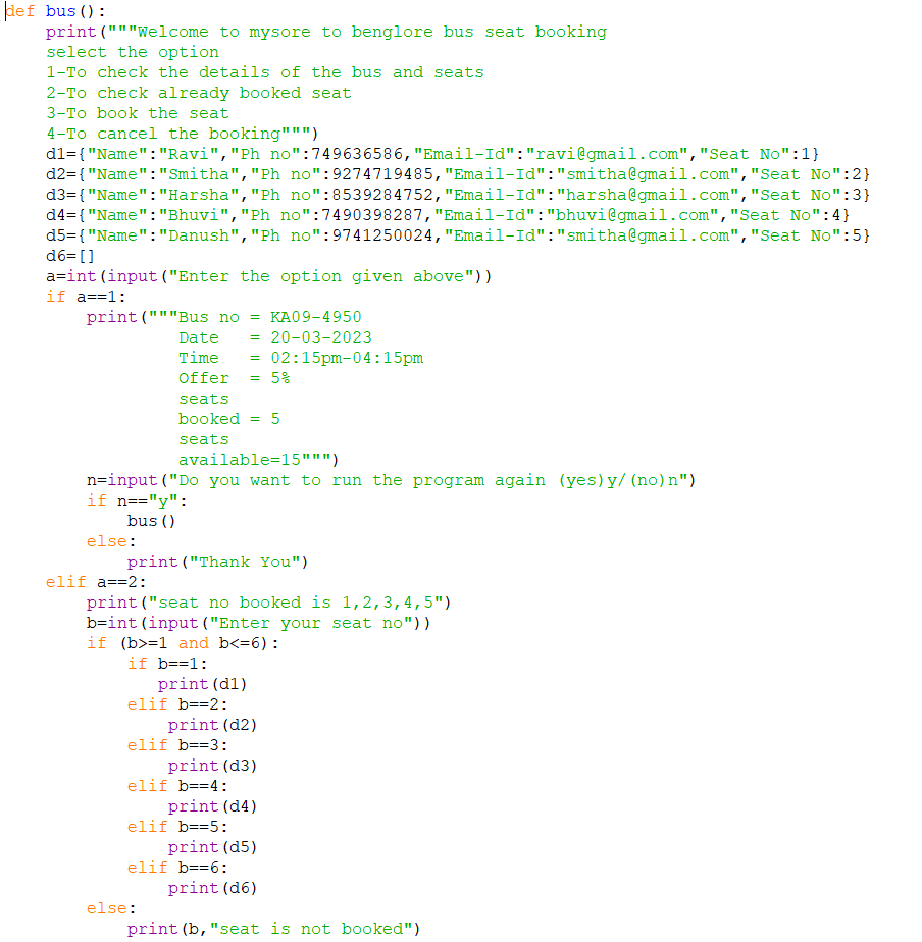 def bus():
    print("""Welcome to mysore to benglore bus seat booking
    select the option
    1-To check the details of the bus and seats
    2-To check already booked seat
    3-To book the seat
    4-To cancel the booking""")
    d1={"Name":"Ravi","Ph no":749636586,"Email-Id":"ravi@gmail.com","Seat No":1}
    d2={"Name":"Smitha","Ph no":9274719485,"Email-Id":"smitha@gmail.com","Seat No":2}
    d3={"Name":"Harsha","Ph no":8539284752,"Email-Id":"harsha@gmail.com","Seat No":3}
    d4={"Name":"Bhuvi","Ph no":7490398287,"Email-Id":"bhuvi@gmail.com","Seat No":4}
    d5={"Name":"Danush","Ph no":9741250024,"Email-Id":"smitha@gmail.com","Seat No":5}
    d6=[]
    a=int(input("Enter the option given above"))
    if a==1:
        print("""Bus no = KA09-4950
                 Date   = 20-03-2023
                 Time   = 02:15pm-04:15pm
                 Offer  = 5%
                 seats
                 booked = 5
                 seats
                 available=15""")
        n=input("Do you want to run the program again (yes)y/(no)n")
        if n=="y":
            bus()
        else:
            print("Thank You")
    elif a==2:
        print("seat no booked is 1,2,3,4,5")
        b=int(input("Enter your seat no"))
        if (b>=1 and b<=6):
            if b==1:
               print(d1)
            elif b==2:
                print(d2)
            elif b==3:
                print(d3)
            elif b==4:
                print(d4)
            elif b==5:
                print(d5)
            elif b==6:
                print(d6)
        else:
            print(b,"seat is not booked")